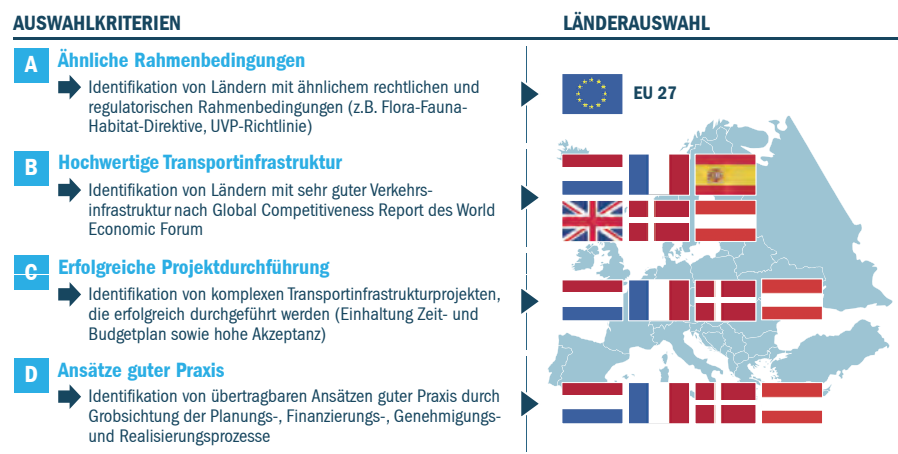 AUSWAHLKRITERIEN
LÄNDERAUSWAHL
A
Ähnliche Rahmenbedingungen
Identifikation von Ländern mit ähnlichem rechtlichen und
regulatorischen Rahmenbedingungen (z.B. Flora-Fauna-
Habitat-Direktive, UVP-Richtlinie)
EU 27
B
Hochwertige Transportinfrastruktur
Identifikation von Ländern mit sehr guter Verkehrs-
infrastruktur nach Global Competitiveness Report des World
Economic Forum
C
Erfolgreiche Projektdurchführung
Identifikation von komplexen Transportinfrastrukturprojekten,
die erfolgreich durchgeführt werden (Einhaltung Zeit- und
Budgetplan sowie hohe Akzeptanz)
D
Ansätze guter Praxis
Identifikation von übertragbaren Ansätzen guter Praxis durch
Grobsichtung der Planungs-, Finanzierungs-, Genehmigungs-
und Realisierungsprozesse